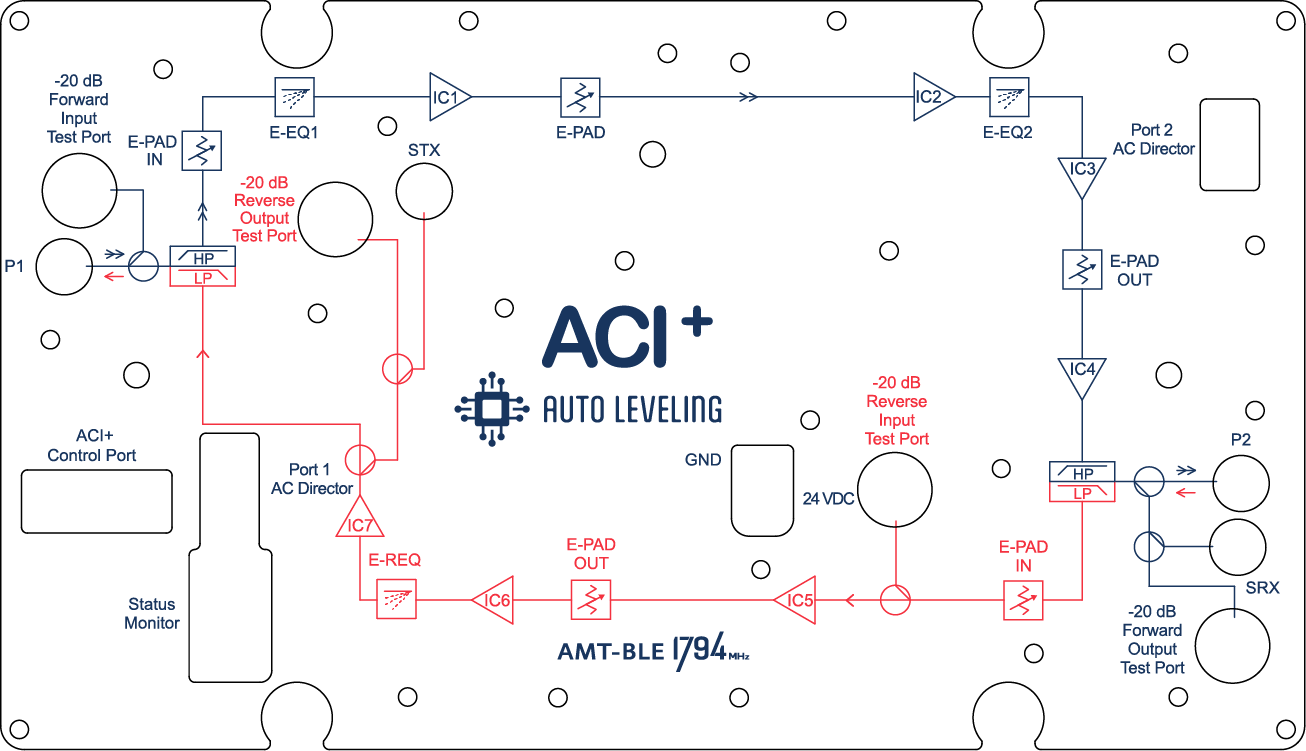 -20 dB
Forward
Input
Test Port
E-PAD
IN
E-EQ1
IC1
E-PAD
IC2
E-EQ2
Port 2
AC Director
STX
-20 dB
Reverse
Output
Test Port
IC3
P1
HP
LP
E-PAD
OUT
ACI+
AUTO LEVELING
IC4
-20 dB
Reverse
Input
Test Port
ACI+
Control Port
Port 1
AC Director
GND
24 VDC
P2
HP
LP
IC7
E-REQ
IC6
E-PAD
OUT
IC5
E-PAD
IN
SRX
Status
Monitor
-20 dB
Forward
Output
Test Port
AMT-BLE 1794 MHz